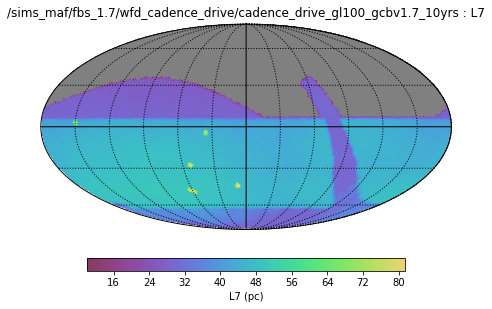 /sims_maf/fbs_1.7/wfd_cadence_drive/cadence_drive_gl100_gcbv1.7_10yrs : L7
16 24 32 40 48 56 64 72 80
L7 (pc)